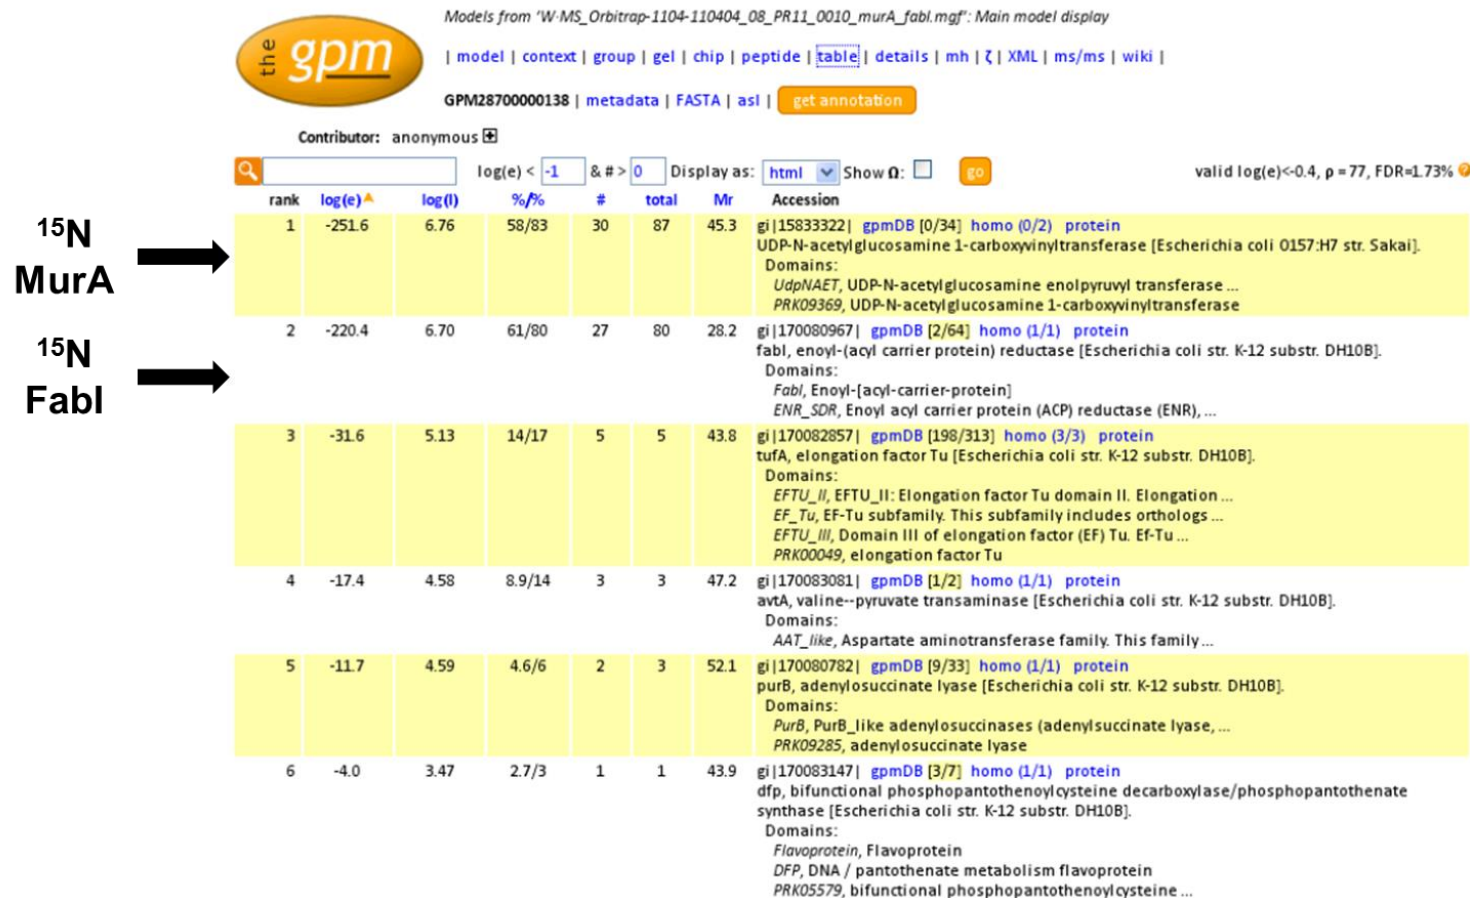 the gpm
Models from 'W-MS_Orbitrap-1104-110404_08_PR11_0010_murA_fabI.mgf': Main model display
| model | context | group | gel | chip | peptide | table | details | mh | ζ | XML | ms/ms | wiki |
GPM28700000138 | metadata | FASTA | asl | get annotation
Contributor: anonymous
log(e) < -1 & # > 0 Display as: html Show Ω: go valid log(e)<-0.4, ρ = 77, FDR=1.73%
rank log(e) log(I) %/% # total Mr Accession
15N
MurA
1 -251.6 6.76 58/83 30 87 45.3 gi|15833322| gpmDB [0/34] homo (0/2) protein
UDP-N-acetylglucosamine 1-carboxyvinyltransferase [Escherichia coli O157:H7 str. Sakai].
Domains:
UdpNAET, UDP-N-acetylglucosamine enolpyruvyl transferase ...
PRK09369, UDP-N-acetylglucosamine 1-carboxyvinyltransferase
15N
FabI
2 -220.4 6.70 61/80 27 80 28.2 gi|170080967| gpmDB [2/64] homo (1/1) protein
fabI, enoyl-(acyl carrier protein) reductase [Escherichia coli str. K-12 substr. DH10B].
Domains:
FabI, Enoyl-[acyl-carrier-protein]
ENR_SDR, Enoyl acyl carrier protein (ACP) reductase (ENR), ...
3 -31.6 5.13 14/17 5 5 43.8 gi|170082857| gpmDB [198/313] homo (3/3) protein
tufA, elongation factor Tu [Escherichia coli str. K-12 substr. DH10B].
Domains:
EFTU_II, EFTU_II: Elongation factor Tu domain II. Elongation ...
EF_Tu, EF-Tu subfamily. This subfamily includes orthologs ...
EFTU_III, Domain III of elongation factor (EF) Tu. Ef-Tu ...
PRK00049, elongation factor Tu
4 -17.4 4.58 8.9/14 3 3 47.2 gi|170083081| gpmDB [1/2] homo (1/1) protein
avtA, valine--pyruvate transaminase [Escherichia coli str. K-12 substr. DH10B].
Domains:
AAT_like, Aspartate aminotransferase family. This family ...
5 -11.7 4.59 4.6/6 2 3 52.1 gi|170080782| gpmDB [9/33] homo (1/1) protein
purB, adenylosuccinate lyase [Escherichia coli str. K-12 substr. DH10B].
Domains:
PurB, PurB_like adenylosuccinases (adenylsuccinate lyase, ...
PRK09285, adenylosuccinate lyase
6 -4.0 3.47 2.7/3 1 1 43.9 gi|170083147| gpmDB [3/7] homo (1/1) protein
dfp, bifunctional phosphopantothenoylcysteine decarboxylase/phosphopantothenate
synthase [Escherichia coli str. K-12 substr. DH10B].
Domains:
Flavoprotein, Flavoprotein
DFP, DNA / pantothenate metabolism flavoprotein
PRK05579, bifunctional phosphopantothenoylcysteine ...